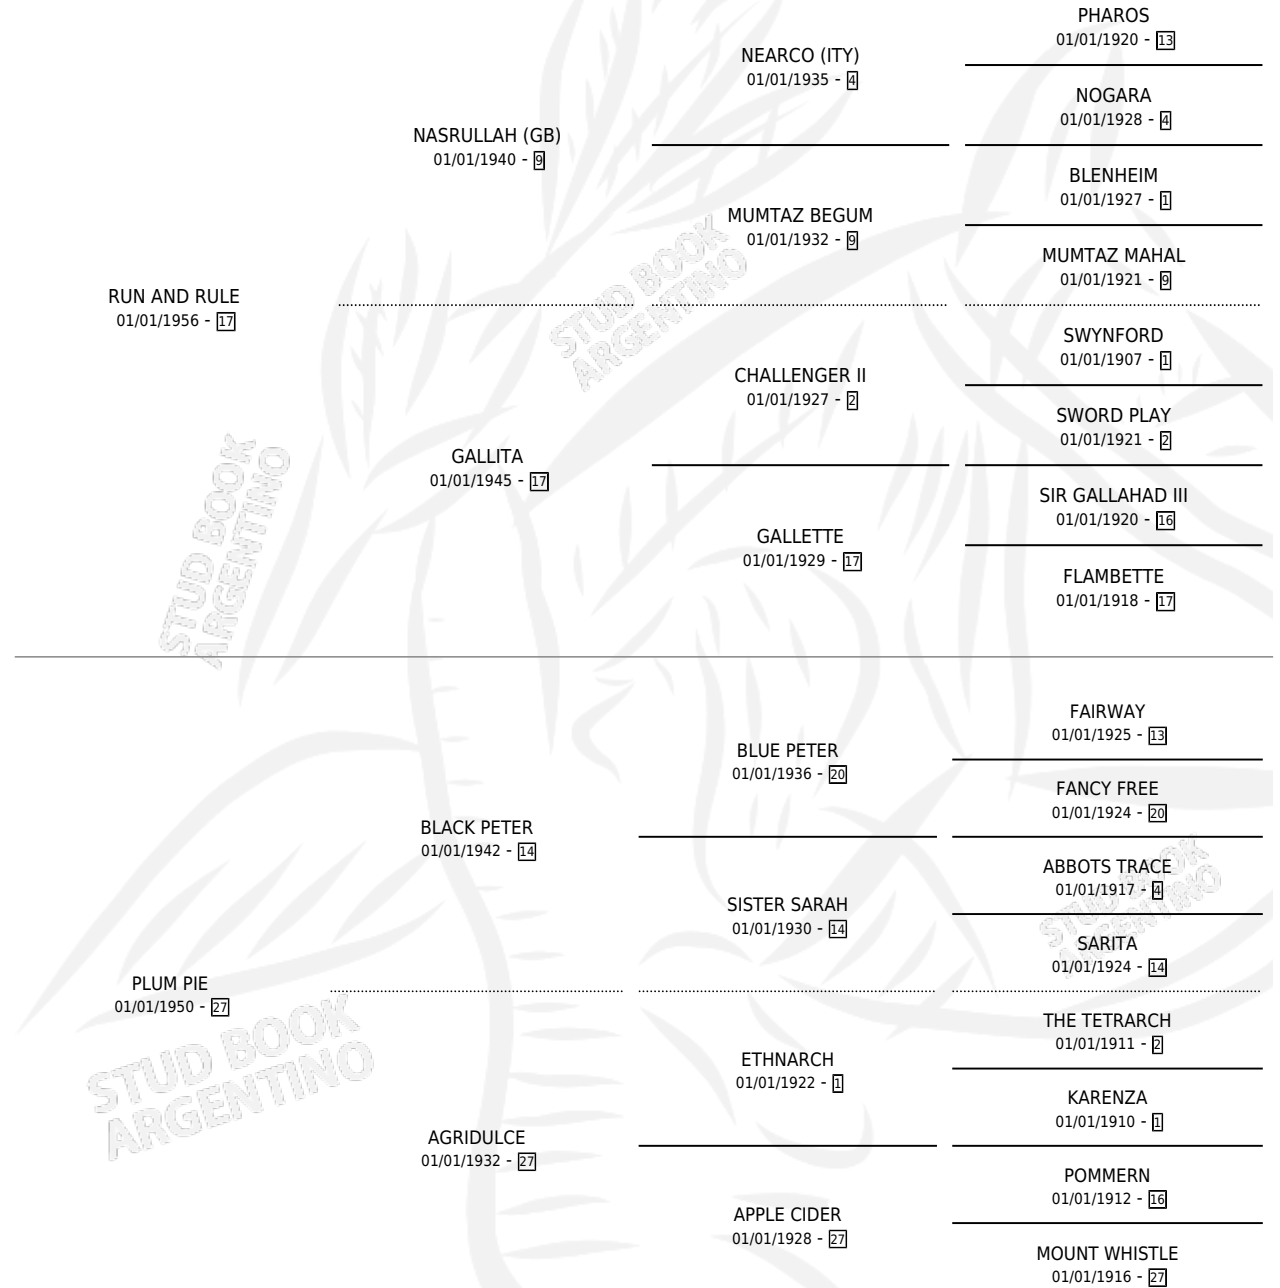 PHAROS
01/01/1920 - 13
NEARCO (ITY)
01/01/1935 - 4
NOGARA
01/01/1928 - 4
NASRULLAH (GB)
01/01/1940 - 9
BLENHEIM
01/01/1927 - 1
MUMTAZ BEGUM
01/01/1932 - 9
MUMTAZ MAHAL
01/01/1921 - 9
RUN AND RULE
01/01/1956 - 17
SWYNFORD
01/01/1907 - 1
CHALLENGER II
01/01/1927 - 2
SWORD PLAY
01/01/1921 - 2
GALLITA
01/01/1945 - 17
SIR GALLAHAD III
01/01/1920 - 16
GALLETTE
01/01/1929 - 17
FLAMBETTE
01/01/1918 - 17
FAIRWAY
01/01/1925 - 13
BLUE PETER
01/01/1936 - 20
FANCY FREE
01/01/1924 - 20
BLACK PETER
01/01/1942 - 14
ABBOTS TRACE
01/01/1917 - 4
SISTER SARAH
01/01/1930 - 14
SARITA
01/01/1924 - 14
PLUM PIE
01/01/1950 - 27
THE TETRARCH
01/01/1911 - 2
ETHNARCH
01/01/1922 - 1
KARENZA
01/01/1910 - 1
AGRIDULCE
01/01/1932 - 27
POMMERN
01/01/1912 - 16
APPLE CIDER
01/01/1928 - 27
MOUNT WHISTLE
01/01/1916 - 27
STUD BOOK
ARGENTINO
STUD BOOK
ARGENTINO
STUD BOOK
ARGENTINO
STUD BOOK
ARGENTINO